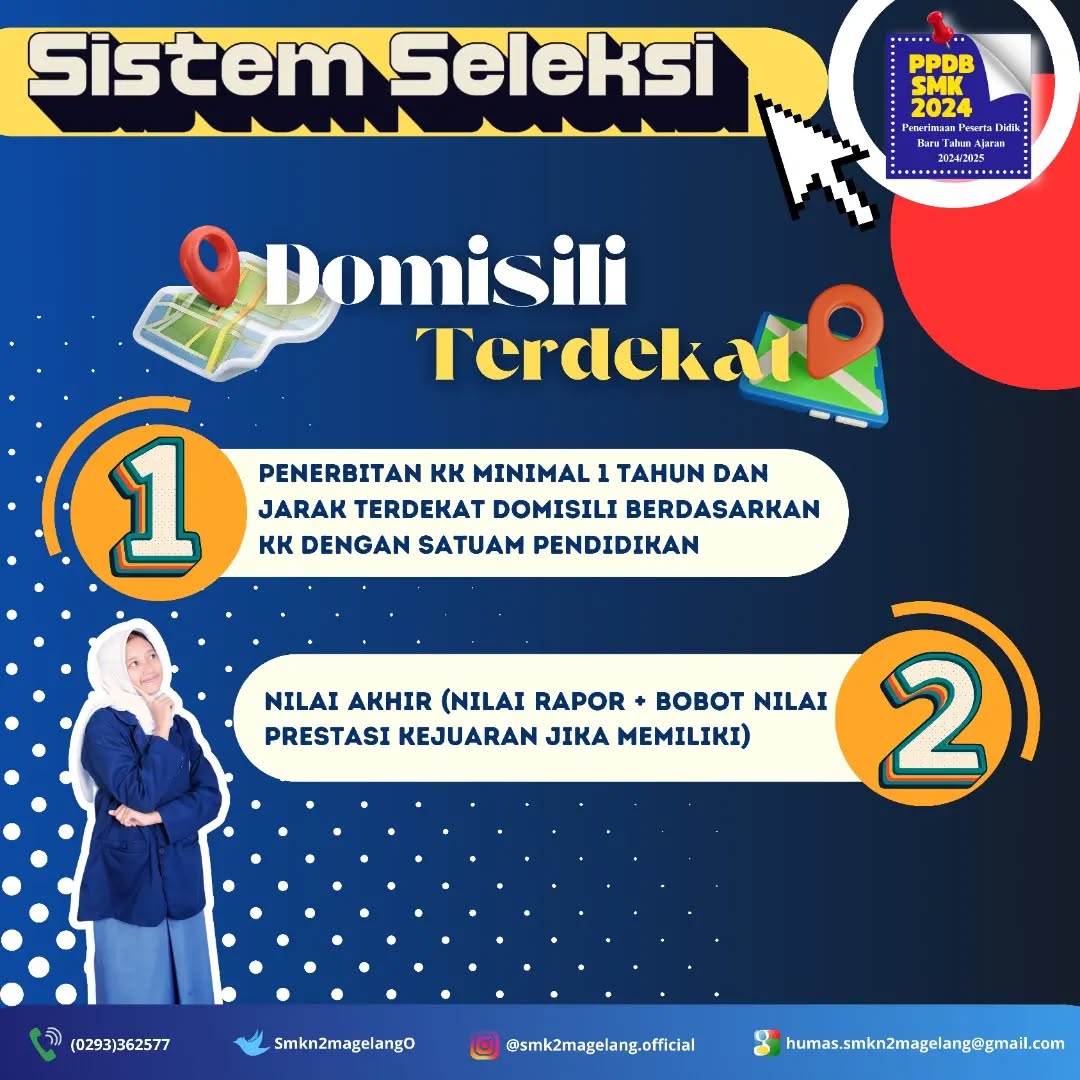 Sistem Seleksi
PPDB
SMK
2024
Penerimaan Peserta Didik
Baru Tahun Ajaran
2024/2025
Domisili
Terdekat
1
PENERBITAN KK MINIMAL 1 TAHUN DAN
JARAK TERDEKAT DOMISILI BERDASARKAN
KK DENGAN SATUAM PENDIDIKAN
NILAI AKHIR (NILAI RAPOR + BOBOT NILAI
PRESTASI KEJUARAN JIKA MEMILIKI)
2
(0293)362577
Smkn2magelangO
@smk2magelang.official
humas.smkn2magelang@gmail.com